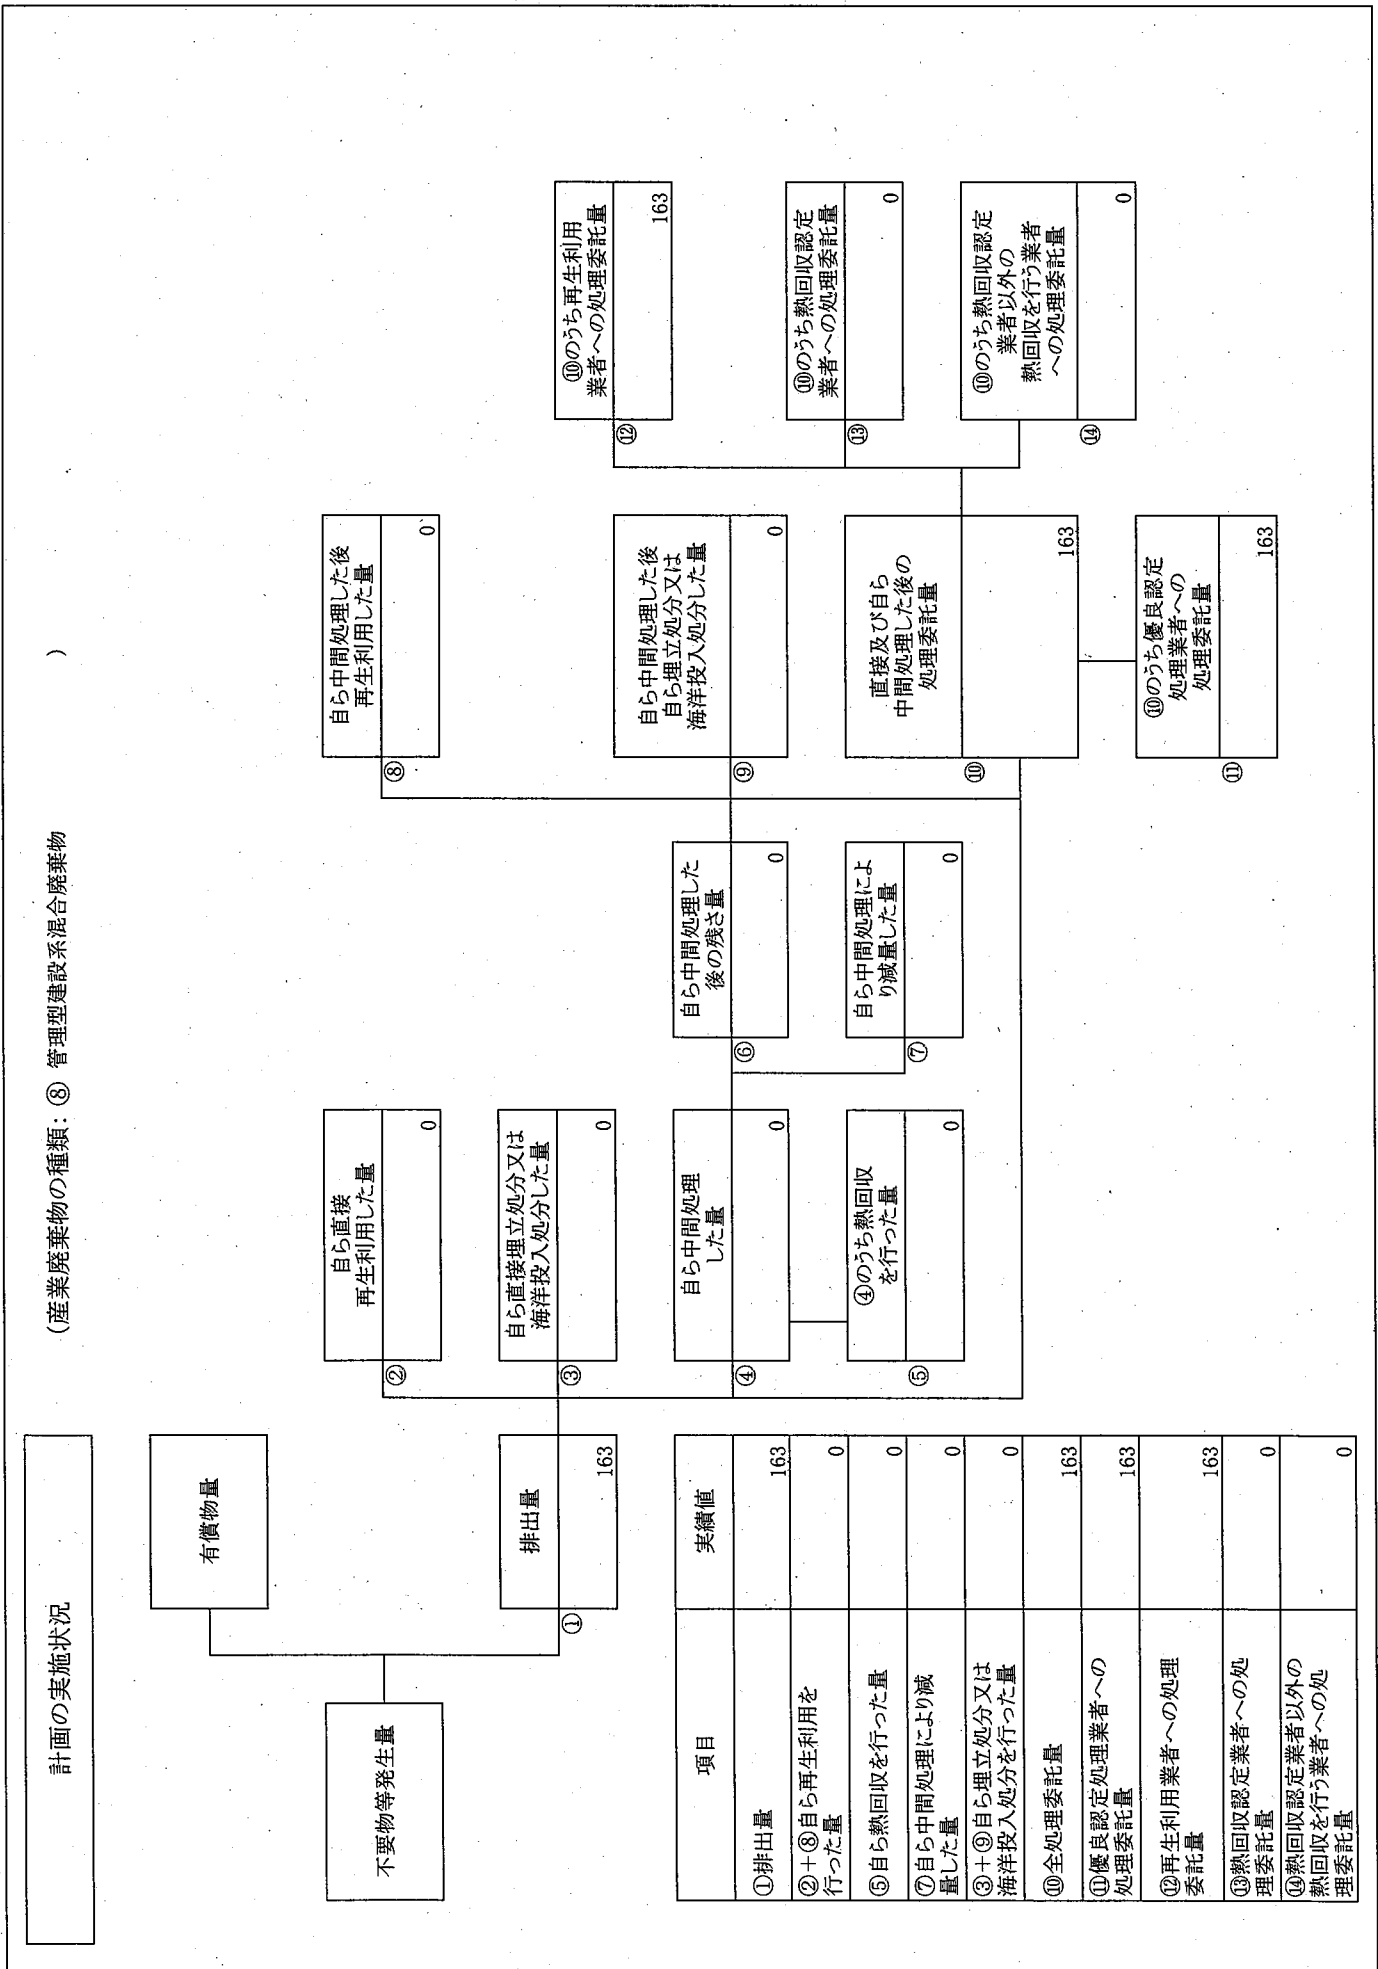 計画の実施状況
(産業廃棄物の種類: ⑧ 管理型建設系混合廃棄物 )
不要物等発生量
有償物量
①
排出量
163
②
自ら直接
再生利用した量
0
③
自ら直接埋立処分又は
海洋投入処分した量
0
④
自ら中間処理
した量
0
⑤
④のうち熱回収
を行った量
0
⑥
自ら中間処理した
後の残さ量
0
⑦
自ら中間処理によ
り減量した量
0
⑧
自ら中間処理した後
再生利用した量
0
⑨
自ら中間処理した後
自ら埋立処分又は
海洋投入処分した量
0
⑩
直接及び自ら
中間処理した後の
処理委託量
163
⑪
⑩のうち優良認定
処理業者への
処理委託量
163
⑫
⑩のうち再生利用
業者への処理委託量
163
⑬
⑩のうち熱回収認定
業者への処理委託量
0
⑭
⑩のうち熱回収認定
業者以外の
熱回収を行う業者
への処理委託量
0
項目 実績値
①排出量 163
②+⑧自ら再生利用を
行った量 0
⑤自ら熱回収を行った量 0
⑦自ら中間処理により減
量した量 0
③+⑨自ら埋立処分又は
海洋投入処分を行った量 0
⑩全処理委託量 163
⑪優良認定処理業者への
処理委託量 163
⑫再生利用業者への処理
委託量 163
⑬熱回収認定業者への処
理委託量 0
⑭熱回収認定業者以外の
熱回収を行う業者への処
理委託量 0